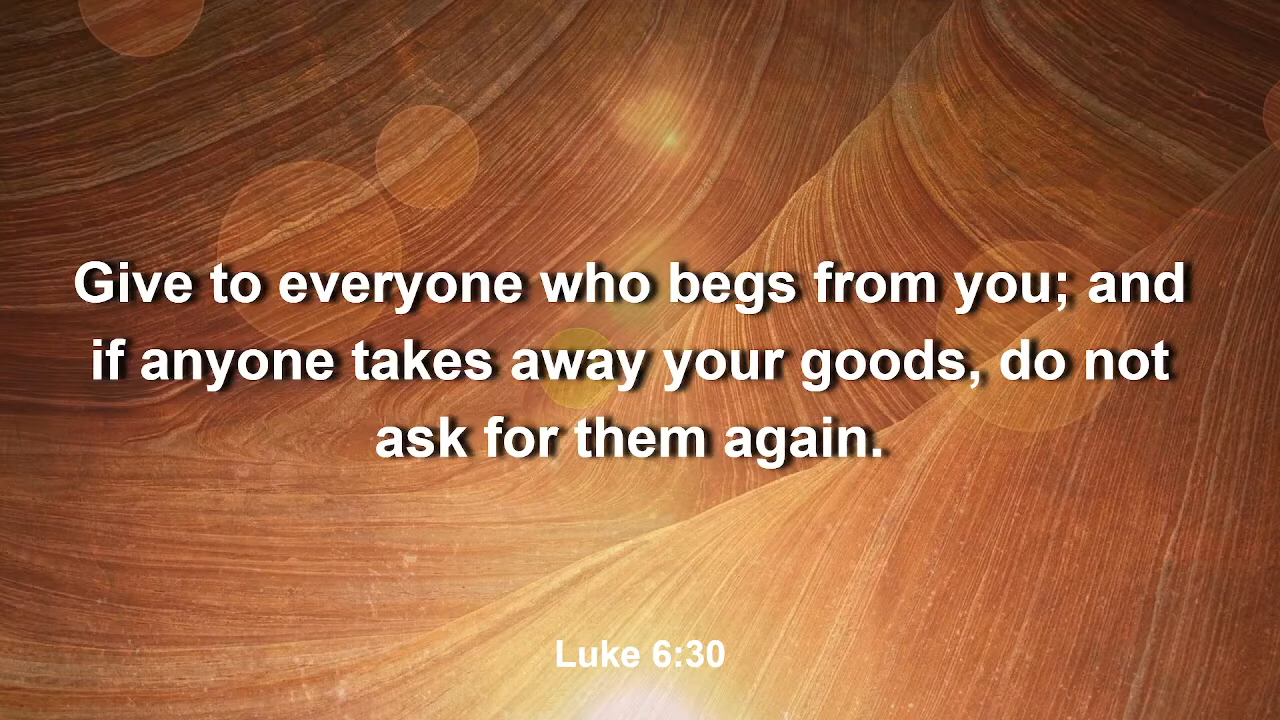 Give to everyone who begs from you; and
if anyone takes away your goods, do not
ask for them again.
Luke 6:30